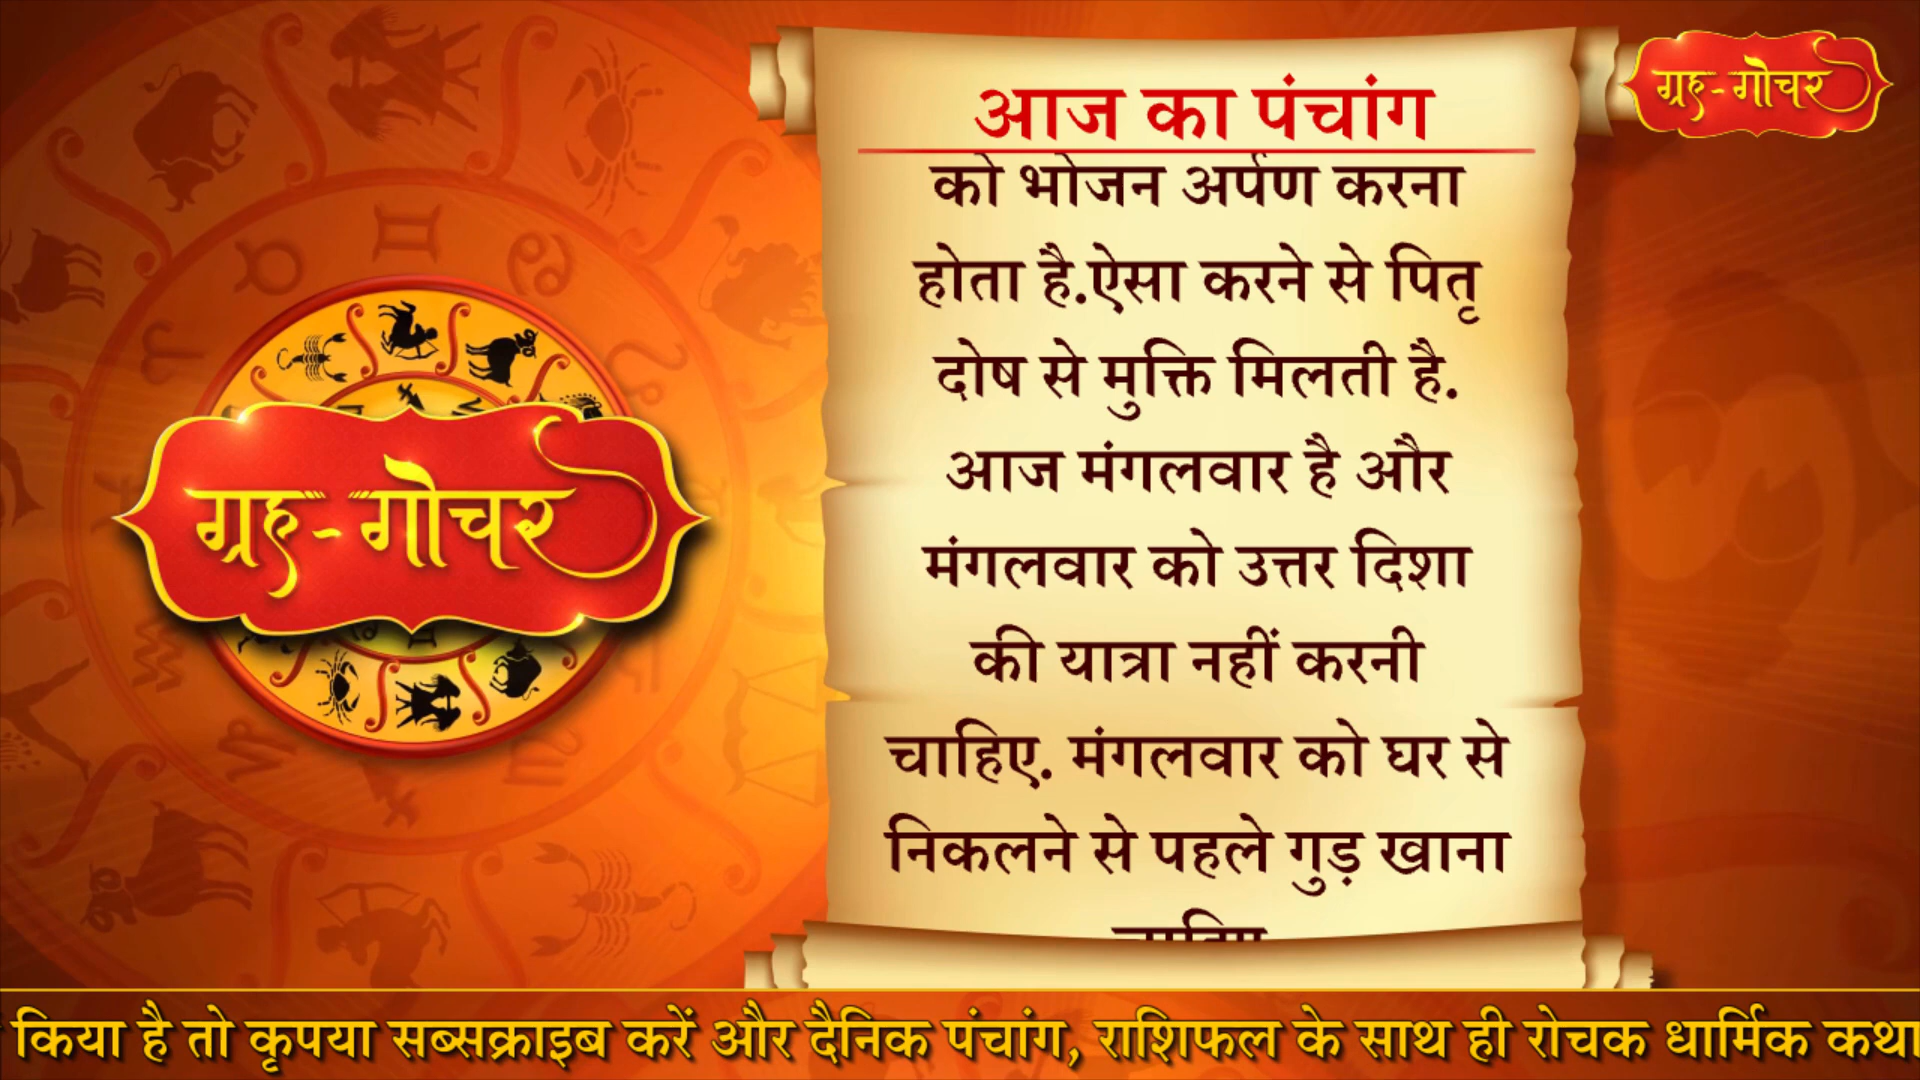 ग्रह-गोचर
आज का पंचांग
को भोजन अर्पण करना
होता है.ऐसा करने से पितृ
दोष से मुक्ति मिलती है.
आज मंगलवार है और
मंगलवार को उत्तर दिशा
की यात्रा नहीं करनी
चाहिए. मंगलवार को घर से
निकलने से पहले गुड़ खाना
ग्रह-गोचर
किया है तो कृपया सब्सक्राइब करें और दैनिक पंचांग, राशिफल के साथ ही रोचक धार्मिक कथा